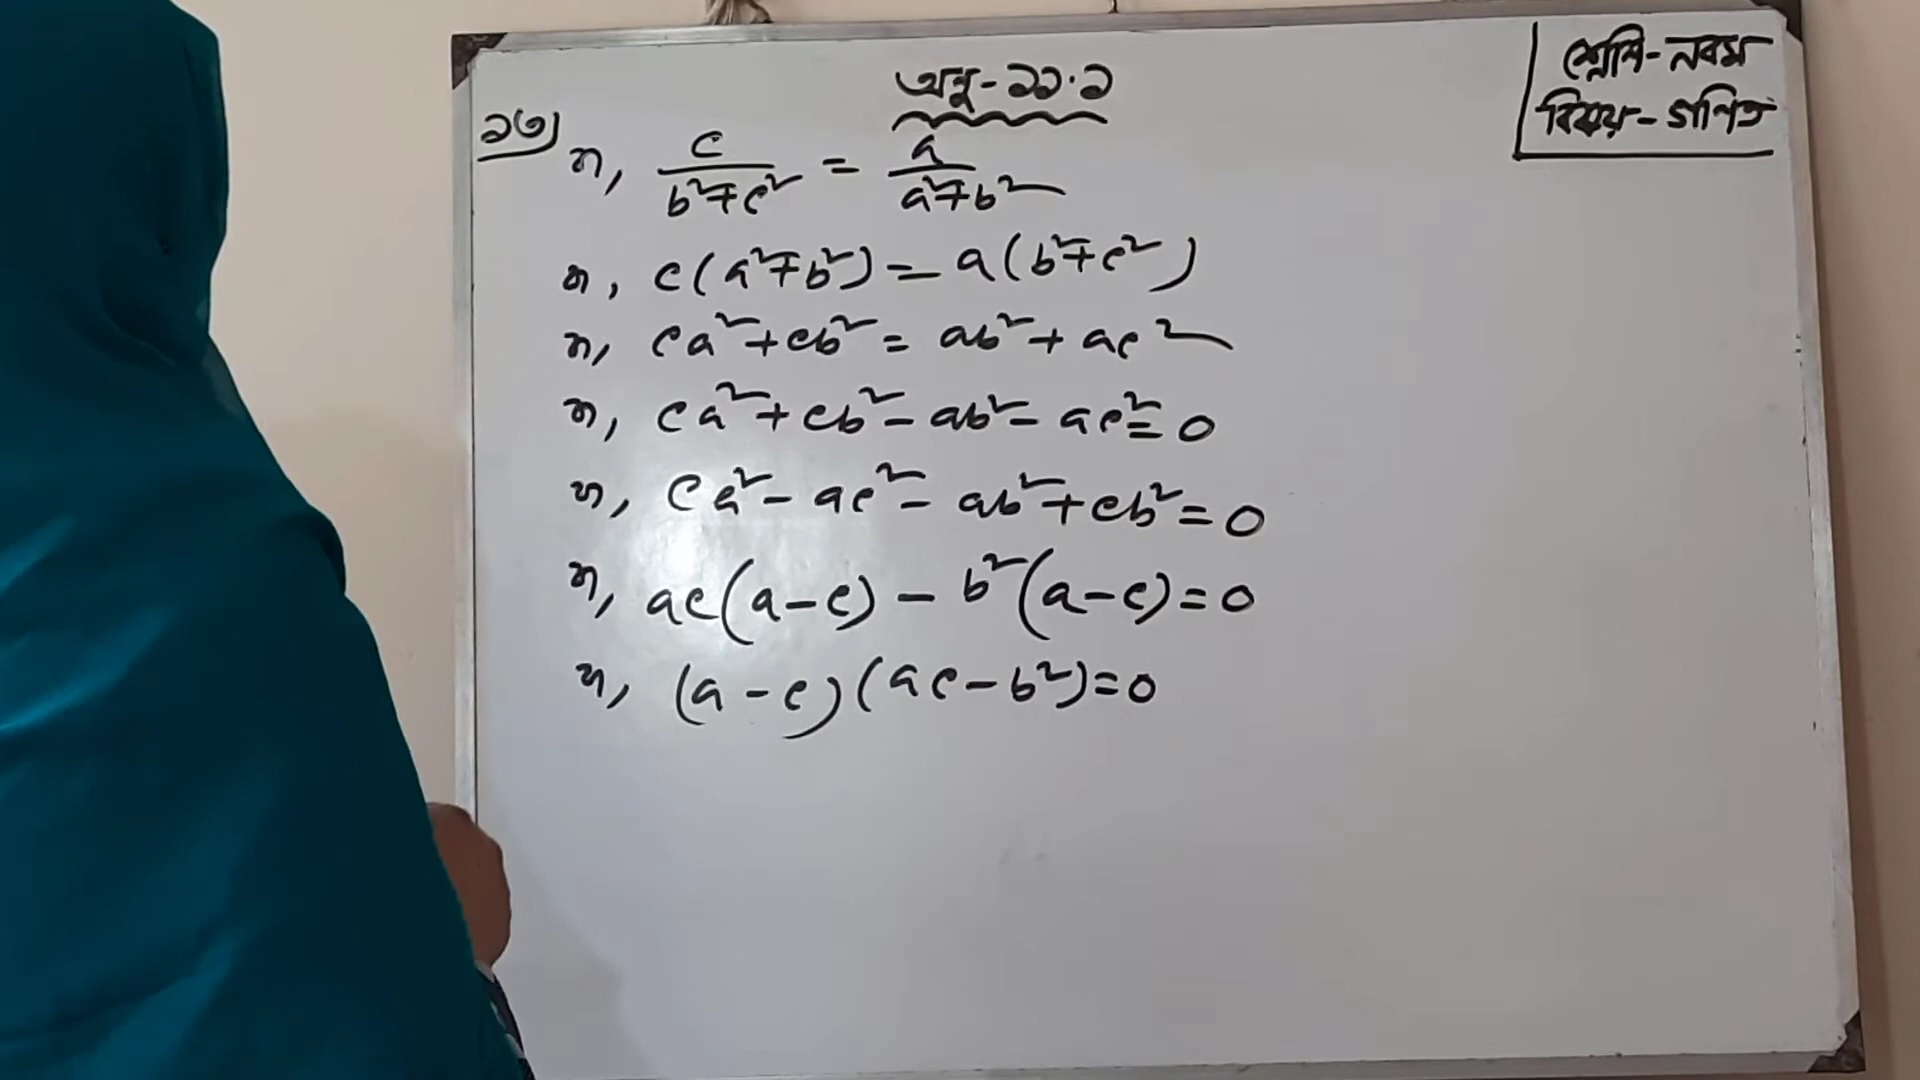 অনু-১১.১
শ্রেণি-নবম
বিষয়-গণিত
১৩)
বা, c/(b²+c²) = a/(a²+b²)
বা, c(a²+b²) = a(b²+c²)
বা, ca²+cb² = ab²+ac²
বা, ca²+cb²-ab²-ac²=0
বা, ca²-ac²-ab²+cb²=0
বা, ac(a-c) - b²(a-c)=0
বা, (a-c)(ac-b²)=0